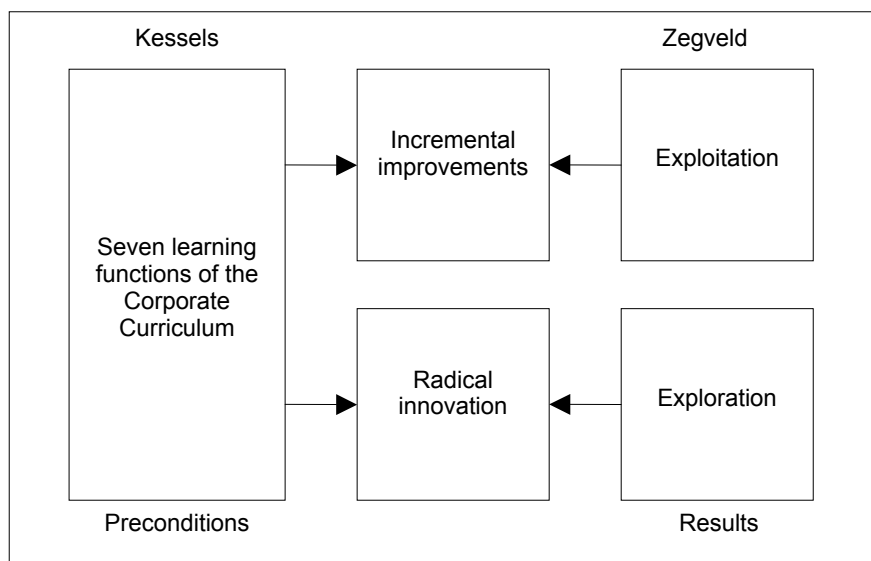 Kessels
Zegveld
Incremental
improvements
Exploitation
Seven learning
functions of the
Corporate
Curriculum
Radical
innovation
Exploration
Preconditions
Results